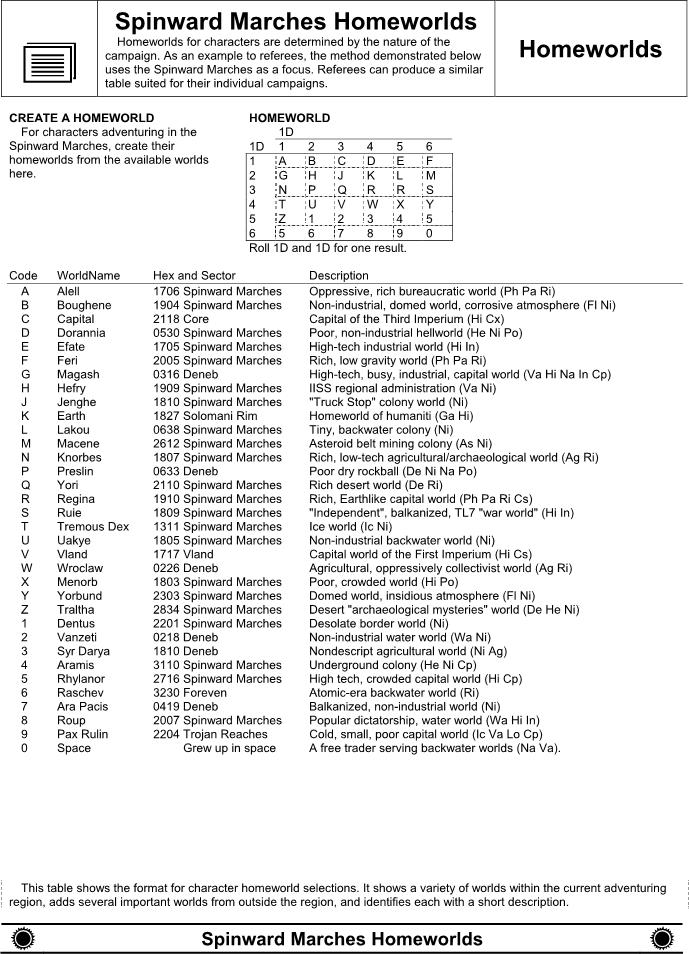 Spinward Marches Homeworlds
Homeworlds for characters are determined by the nature of the
campaign. As an example to referees, the method demonstrated below
uses the Spinward Marches as a focus. Referees can produce a similar
table suited for their individual campaigns.
Homeworlds
CREATE A HOMEWORLD
For characters adventuring in the
Spinward Marches, create their
homeworlds from the available worlds
here.
HOMEWORLD
1D
1D 1 2 3 4 5 6
1 A B C D E F
2 G H J K L M
3 N P Q R R S
4 T U V W X Y
5 Z 1 2 3 4 5
6 5 6 7 8 9 0
Roll 1D and 1D for one result.
Code WorldName Hex and Sector Description
A Alell 1706 Spinward Marches Oppressive, rich bureaucratic world (Ph Pa Ri)
B Boughene 1904 Spinward Marches Non-industrial, domed world, corrosive atmosphere (Fl Ni)
C Capital 2118 Core Capital of the Third Imperium (Hi Cx)
D Dorannia 0530 Spinward Marches Poor, non-industrial hellworld (He Ni Po)
E Efate 1705 Spinward Marches High-tech industrial world (Hi In)
F Feri 2005 Spinward Marches Rich, low gravity world (Ph Pa Ri)
G Magash 0316 Deneb High-tech, busy, industrial, capital world (Va Hi Na In Cp)
H Hefry 1909 Spinward Marches IISS regional administration (Va Ni)
J Jenghe 1810 Spinward Marches "Truck Stop" colony world (Ni)
K Earth 1827 Solomani Rim Homeworld of humaniti (Ga Hi)
L Lakou 0638 Spinward Marches Tiny, backwater colony (Ni)
M Macene 2612 Spinward Marches Asteroid belt mining colony (As Ni)
N Knorbes 1807 Spinward Marches Rich, low-tech agricultural/archaeological world (Ag Ri)
P Preslin 0633 Deneb Poor dry rockball (De Ni Na Po)
Q Yori 2110 Spinward Marches Rich desert world (De Ri)
R Regina 1910 Spinward Marches Rich, Earthlike capital world (Ph Pa Ri Cs)
S Ruie 1809 Spinward Marches "Independent", balkanized, TL7 "war world" (Hi In)
T Tremous Dex 1311 Spinward Marches Ice world (Ic Ni)
U Uakye 1805 Spinward Marches Non-industrial backwater world (Ni)
V Vland 1717 Vland Capital world of the First Imperium (Hi Cs)
W Wroclaw 0226 Deneb Agricultural, oppressively collectivist world (Ag Ri)
X Menorb 1803 Spinward Marches Poor, crowded world (Hi Po)
Y Yorbund 2303 Spinward Marches Domed world, insidious atmosphere (Fl Ni)
Z Traltha 2834 Spinward Marches Desert "archaeological mysteries" world (De He Ni)
1 Dentus 2201 Spinward Marches Desolate border world (Ni)
2 Vanzeti 0218 Deneb Non-industrial water world (Wa Ni)
3 Syr Darya 1810 Deneb Nondescript agricultural world (Ni Ag)
4 Aramis 3110 Spinward Marches Underground colony (He Ni Cp)
5 Rhylanor 2716 Spinward Marches High tech, crowded capital world (Hi Cp)
6 Raschev 3230 Foreven Atomic-era backwater world (Ri)
7 Ara Pacis 0419 Deneb Balkanized, non-industrial world (Ni)
8 Roup 2007 Spinward Marches Popular dictatorship, water world (Wa Hi In)
9 Pax Rulin 2204 Trojan Reaches Cold, small, poor capital world (Ic Va Lo Cp)
0 Space Grew up in space A free trader serving backwater worlds (Na Va).
This table shows the format for character homeworld selections. It shows a variety of worlds within the current adventuring
region, adds several important worlds from outside the region, and identifies each with a short description.
Spinward Marches Homeworlds